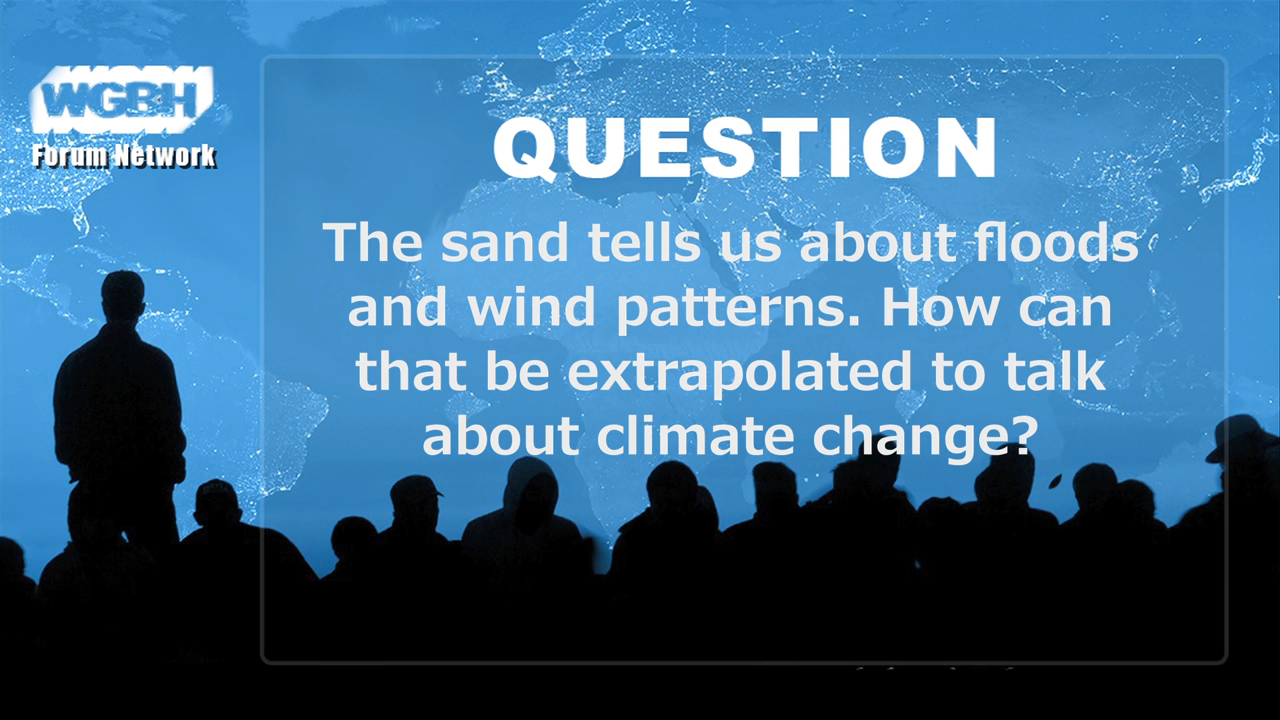 WGBH
Forum Network
QUESTION
The sand tells us about floods
and wind patterns. How can
that be extrapolated to talk
about climate change?